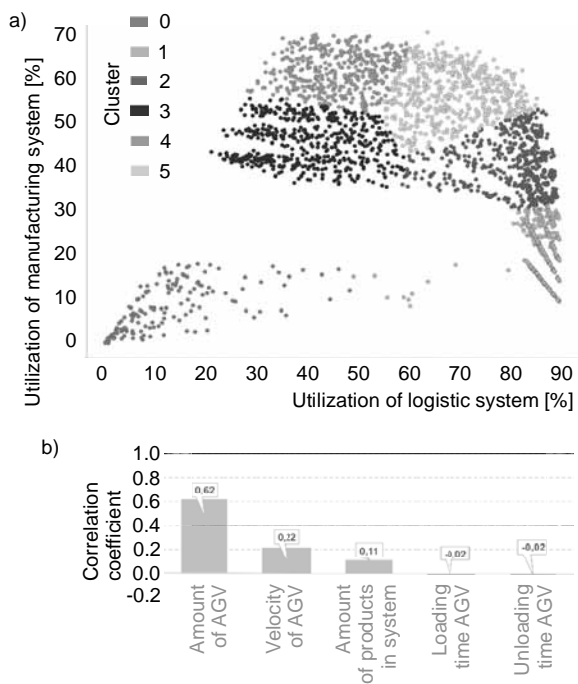 a)
Utilization of manufacturing system [%]
70
60
50
40
30
20
10
0
Cluster
0
1
2
3
4
5
0 10 20 30 40 50 60 70 80 90
Utilization of logistic system [%]
b)
Correlation
coefficient
1.0
0.8
0.6
0.4
0.2
0.0
-0.2
0,62
0,22
0,11
-0,02
-0,02
Amount
of AGV
Velocity
of AGV
Amount
of products
in system
Loading
time AGV
Unloading
time AGV